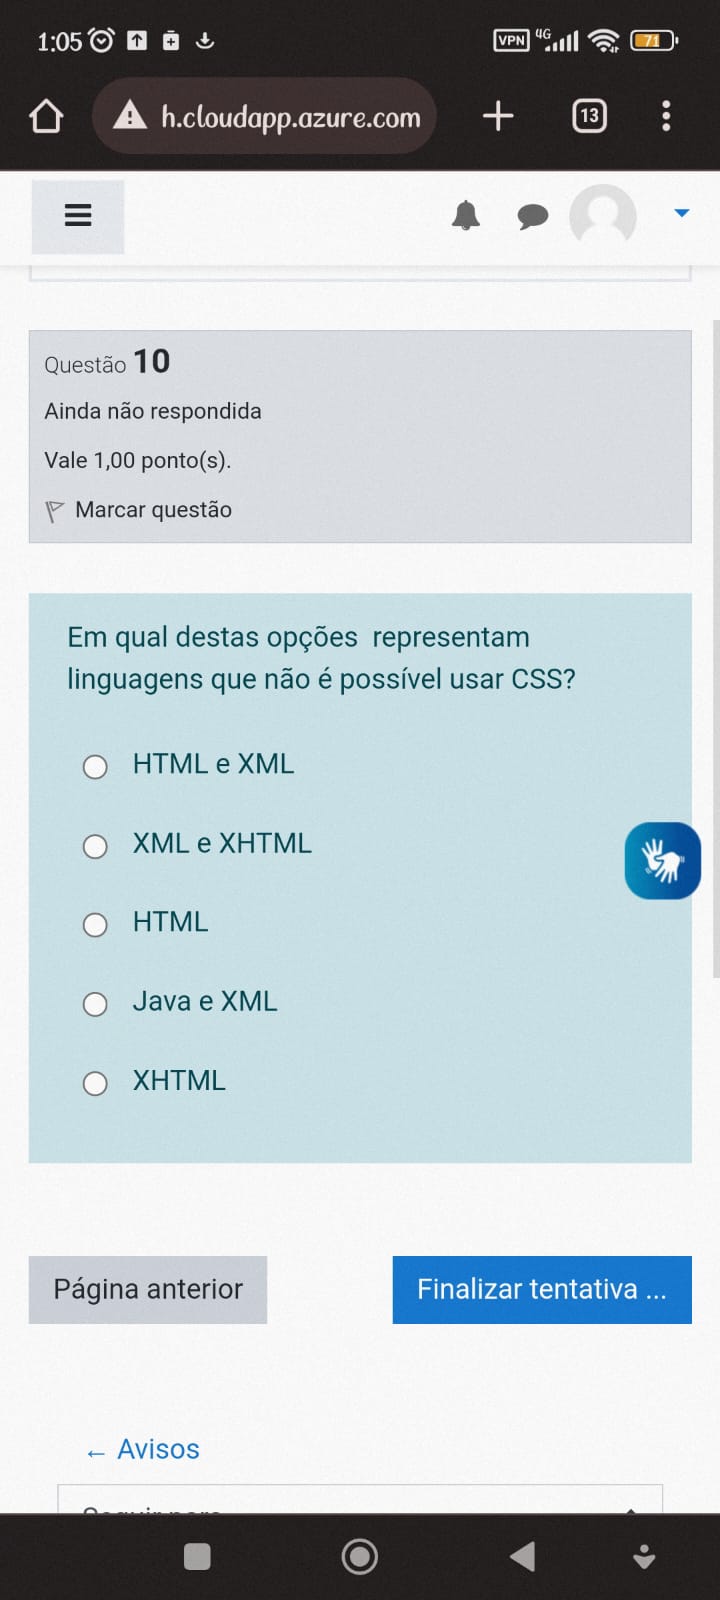 1:05
VPN 4G 71
h.cloudapp.azure.com
13
Questão 10
Ainda não respondida
Vale 1,00 ponto(s).
Marcar questão
Em qual destas opções representam
linguagens que não é possível usar CSS?
HTML e XML
XML e XHTML
HTML
Java e XML
XHTML
Página anterior
Finalizar tentativa ...
← Avisos